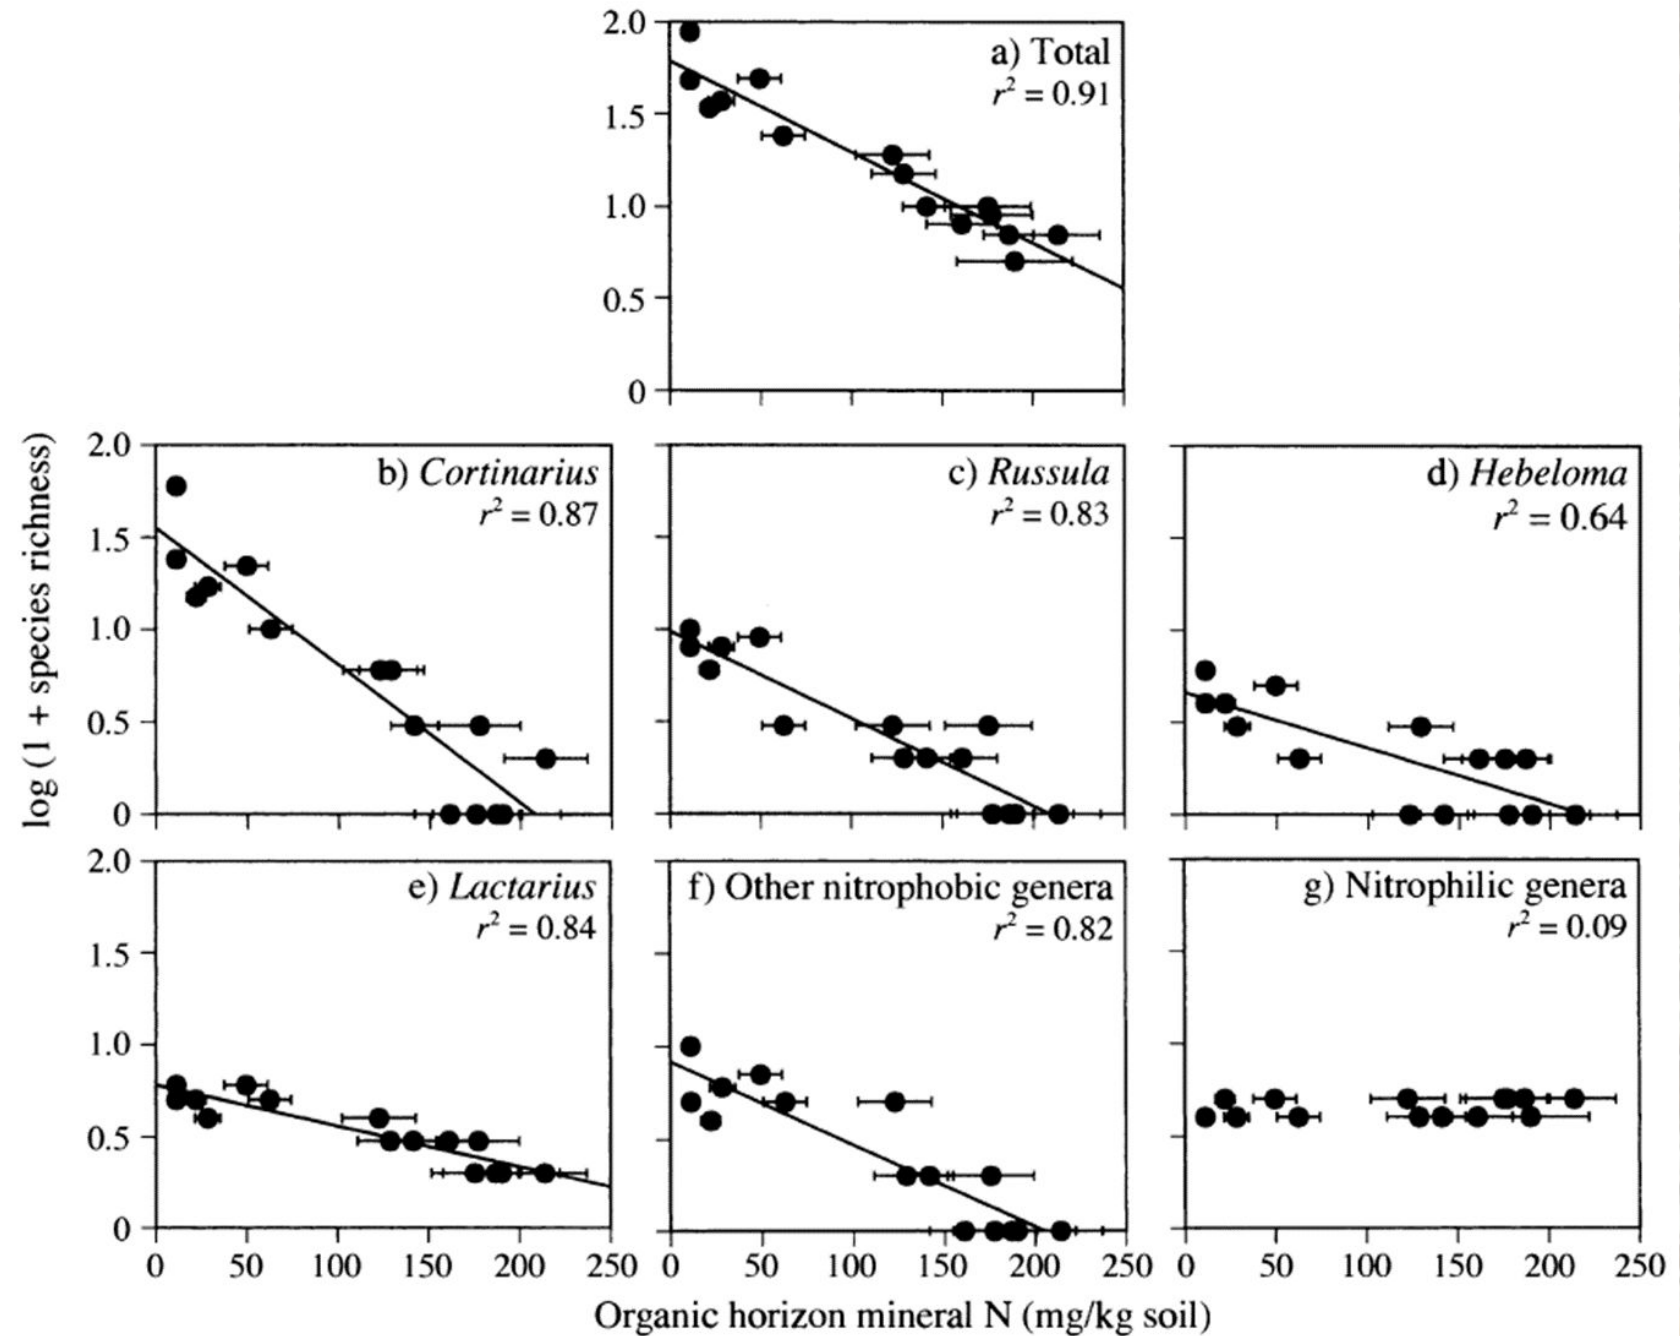 2.0
1.5
1.0
0.5
0
a) Total
r² = 0.91
log (1 + species richness)
2.0
1.5
1.0
0.5
0
b) Cortinarius
r² = 0.87
c) Russula
r² = 0.83
d) Hebeloma
r² = 0.64
2.0
1.5
1.0
0.5
0
e) Lactarius
r² = 0.84
f) Other nitrophobic genera
r² = 0.82
g) Nitrophilic genera
r² = 0.09
0 50 100 150 200 250
0 50 100 150 200 250
0 50 100 150 200 250
Organic horizon mineral N (mg/kg soil)